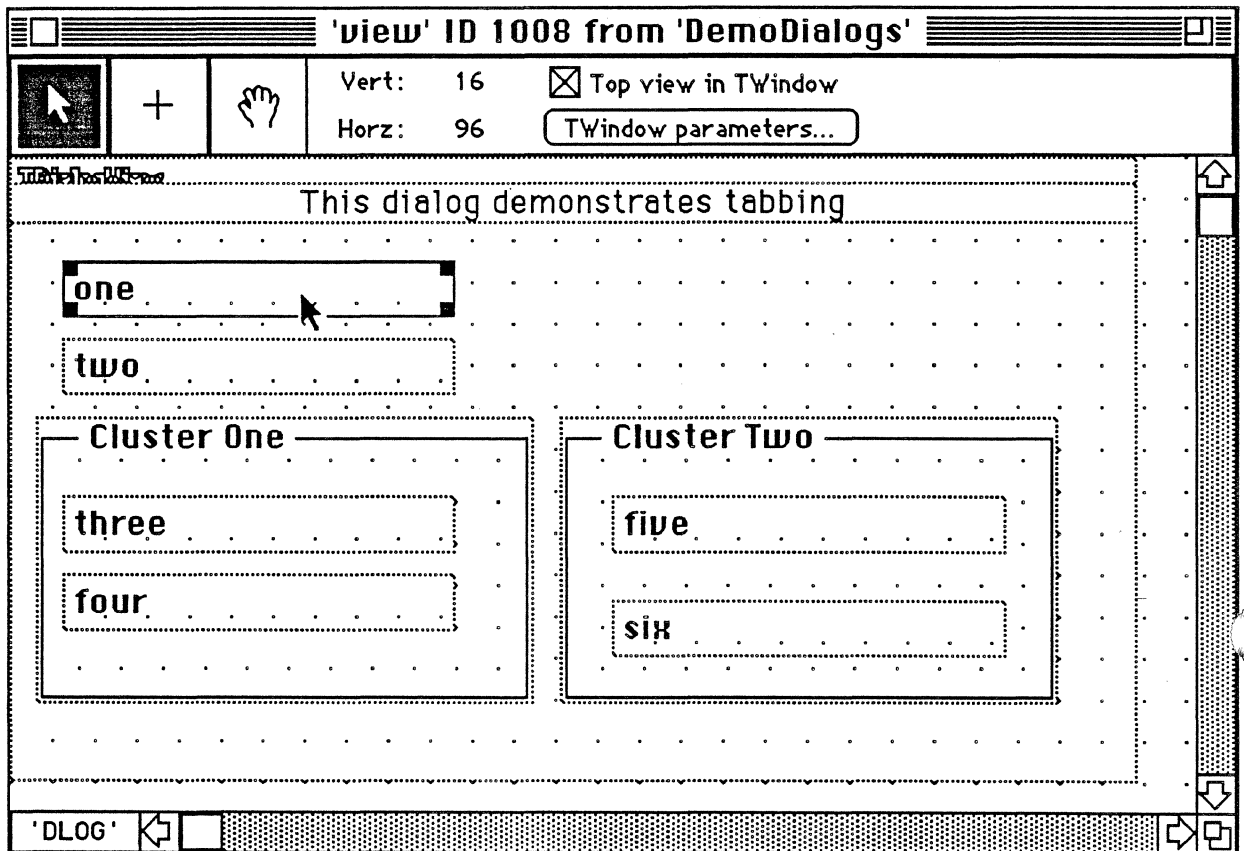 'view' ID 1008 from 'DemoDialogs'
Vert: 16
Top view in TWindow
Horz: 96
TWindow parameters...
TDialogView
This dialog demonstrates tabbing
one
two
Cluster One
Cluster Two
three
five
four
six
'DLOG'